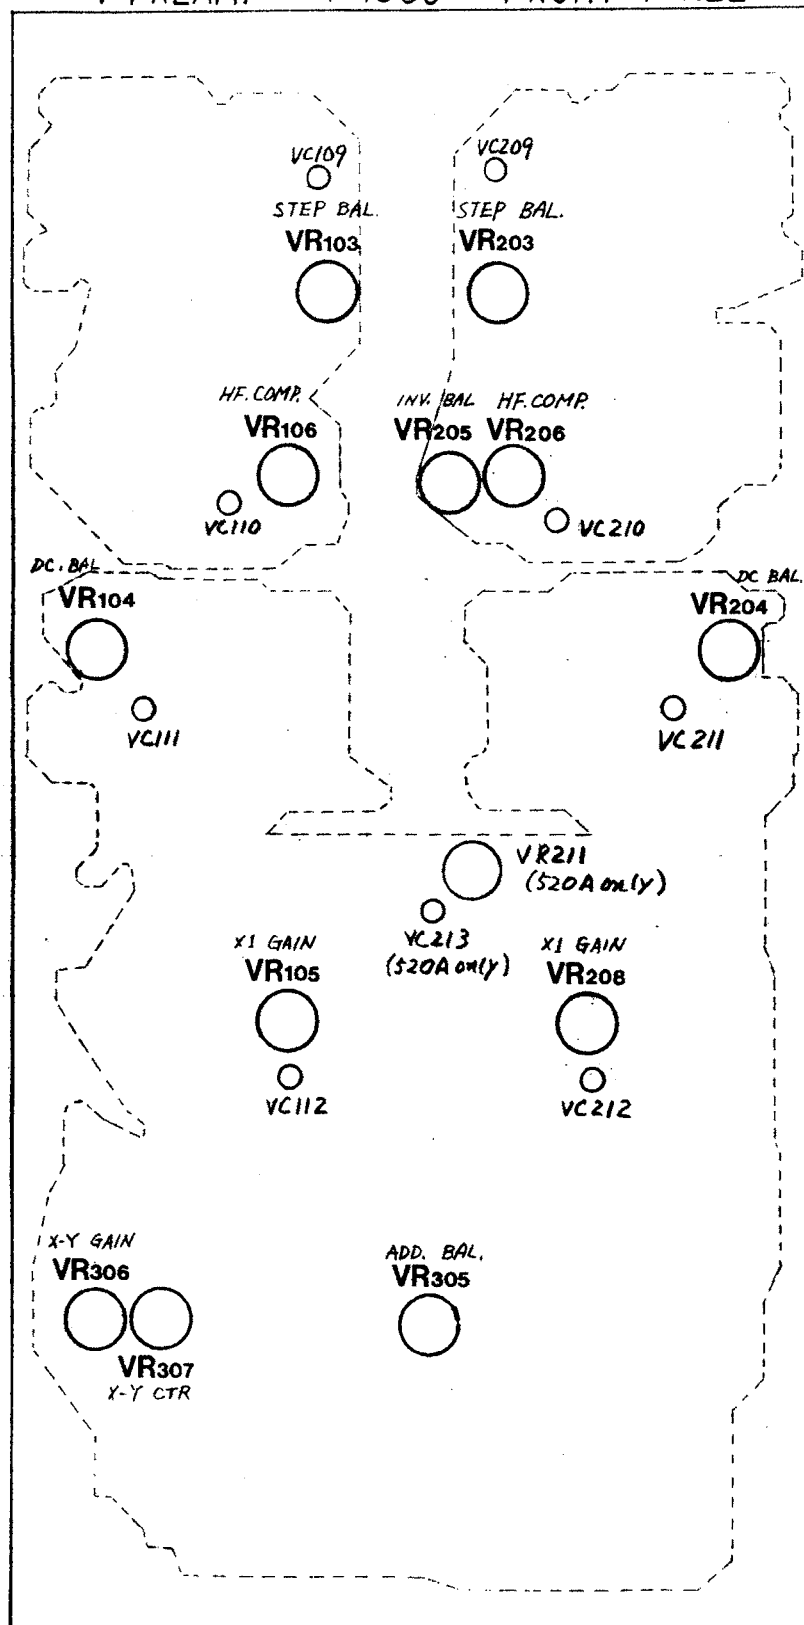 VC109
VC209
STEP BAL.
STEP BAL.
VR103
VR203
HF.COMP.
INV. BAL
HF.COMP.
VR106
VR205
VR206
VC110
VC210
DC. BAL
DC BAL.
VR104
VR204
VC111
VC211
VR211
(520A only)
VC213
(520A only)
X1 GAIN
X1 GAIN
VR105
VR208
VC112
VC212
X-Y GAIN
ADD. BAL.
VR306
VR305
VR307
X-Y CTR